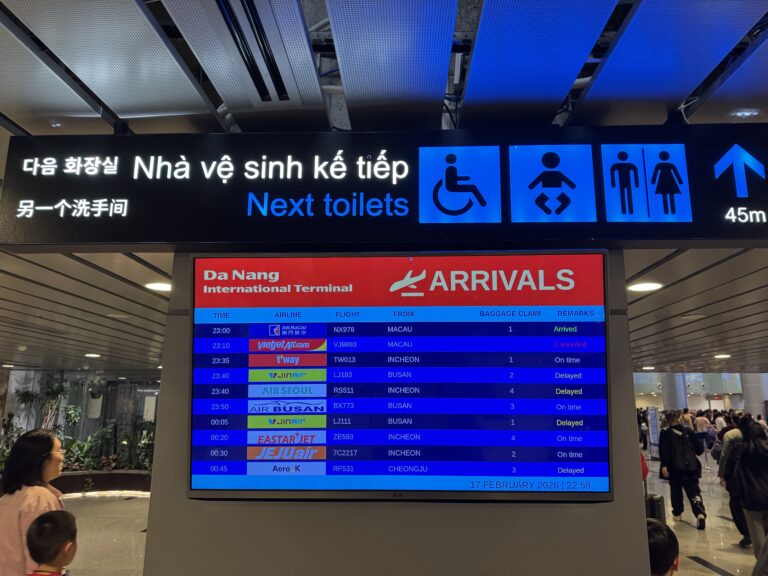 다음 화장실 Nhà vệ sinh kế tiếp
另一个洗手间 Next toilets
45m
Da Nang
International Terminal
ARRIVALS
TIME AIRLINE FLIGHT FROM BAGGAGE CLAIM REMARKS
23:00 AIR MACAU 澳門航空 NX978 MACAU 1 Arrived
23:10 vietjetAir.com VJ8893 MACAU Cancelled
23:35 t'way TW013 INCHEON 1 On time
23:40 JINAIR LJ183 BUSAN 2 Delayed
23:40 AIR SEOUL RS511 INCHEON 4 Delayed
23:50 AIR BUSAN BX773 BUSAN 3 On time
00:05 JINAIR LJ111 BUSAN 1 Delayed
00:20 EASTAR JET ZE593 INCHEON 4 On time
00:30 JEJUair 7C2217 INCHEON 2 On time
00:45 Aero K RF531 CHEONGJU 3 Delayed
17 FEBRUARY 2026 | 22:58
LG